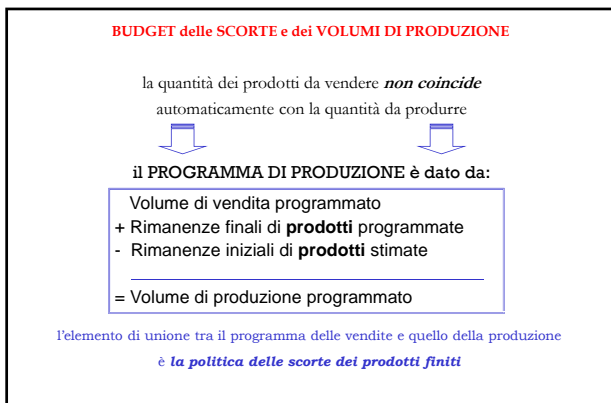 BUDGET delle SCORTE e dei VOLUMI DI PRODUZIONE
la quantità dei prodotti da vendere non coincide
automaticamente con la quantità da produrre
il PROGRAMMA DI PRODUZIONE è dato da:
Volume di vendita programmato
+ Rimanenze finali di prodotti programmate
- Rimanenze iniziali di prodotti stimate
= Volume di produzione programmato
l'elemento di unione tra il programma delle vendite e quello della produzione
è la politica delle scorte dei prodotti finiti